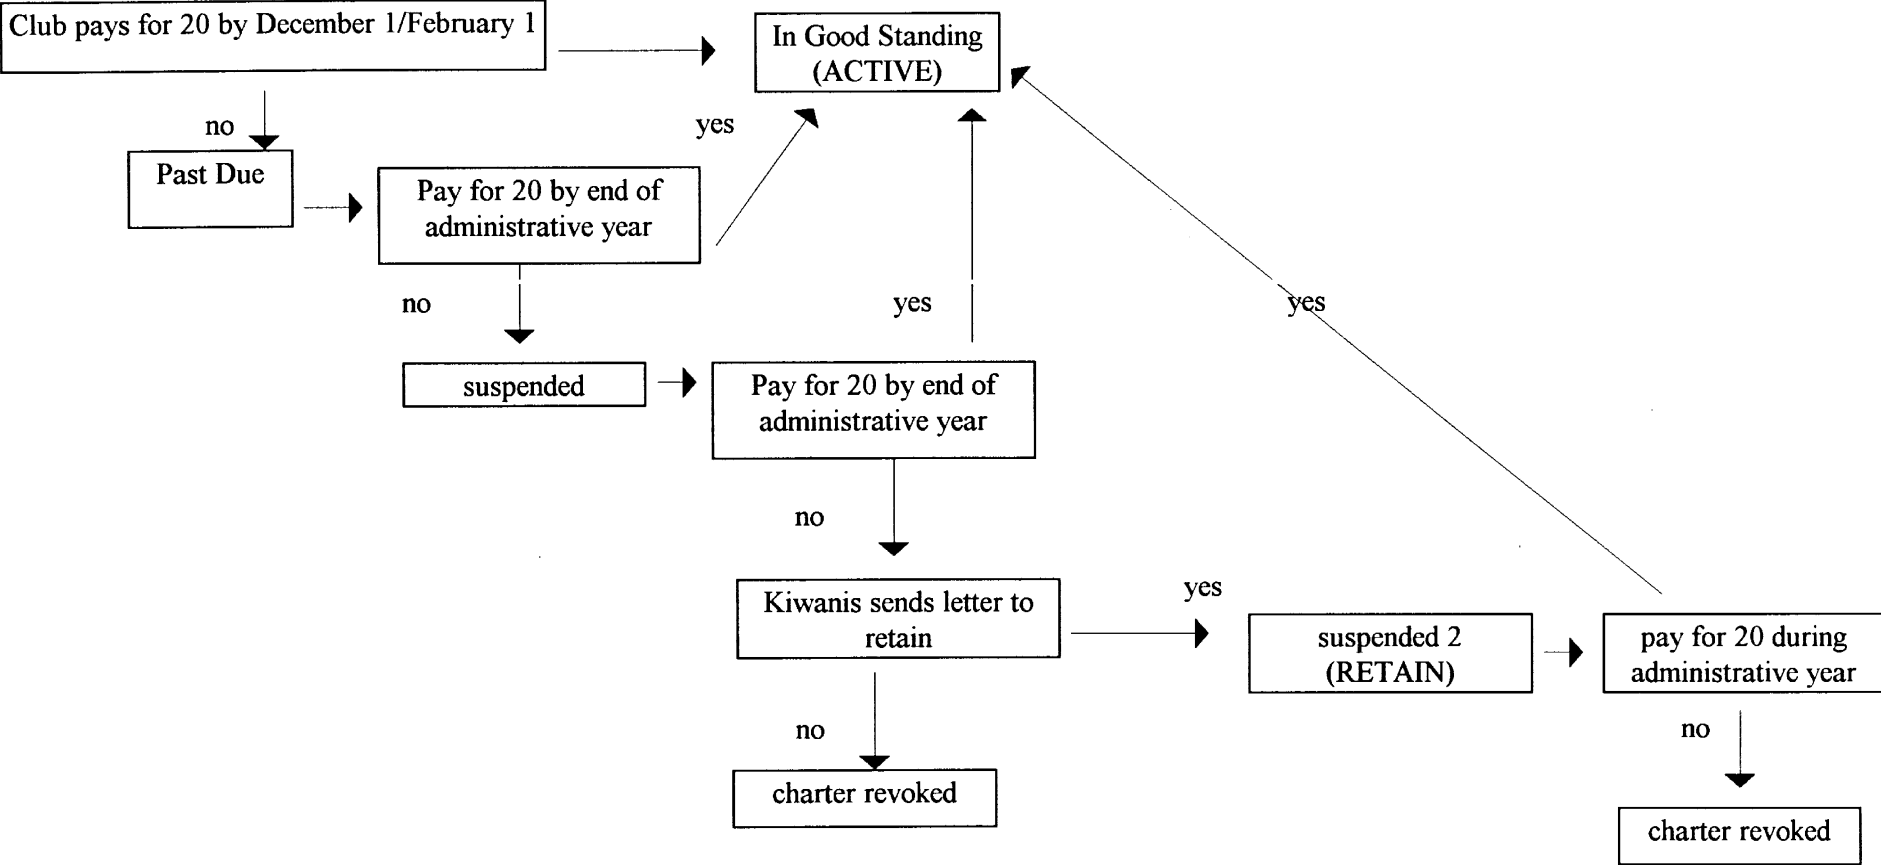 Club pays for 20 by December 1/February 1
In Good Standing
(ACTIVE)
no
yes
Past Due
Pay for 20 by end of
administrative year
no
yes
yes
suspended
Pay for 20 by end of
administrative year
no
Kiwanis sends letter to
retain
yes
suspended 2
(RETAIN)
pay for 20 during
administrative year
no
no
charter revoked
charter revoked